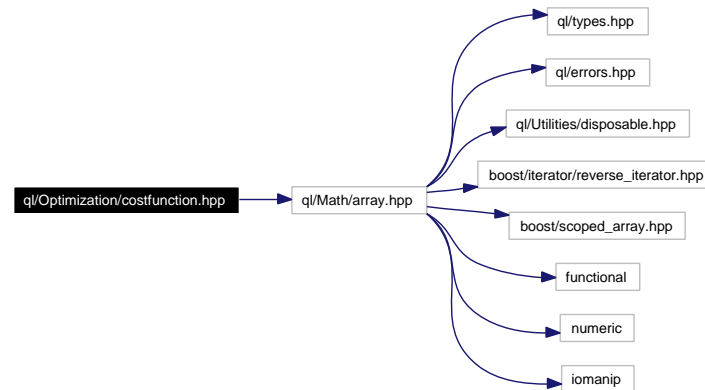 ql/types.hpp
ql/errors.hpp
ql/Utilities/disposable.hpp
boost/iterator/reverse_iterator.hpp
ql/Optimization/costfunction.hpp
ql/Math/array.hpp
boost/scoped_array.hpp
functional
numeric
iomanip